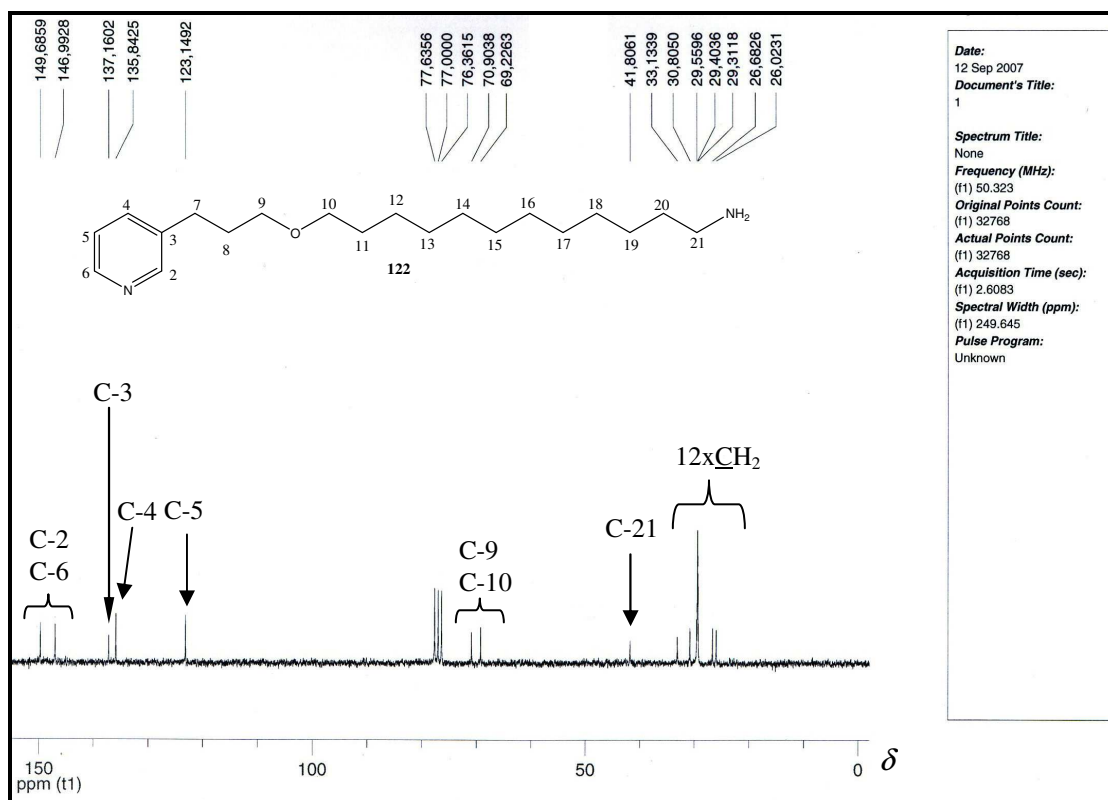 149,6859
146,9928
137,1602
135,8425
123,1492
77,6356
77,0000
76,3615
70,9038
69,2263
41,8061
33,1339
30,8050
29,5596
29,4036
29,3118
26,6826
26,0231
4
7
9
10
12
14
16
18
20
NH2
5
3
8
O
11
13
15
17
19
21
6
2
N
122
C-3
C-4 C-5
C-2
C-6
C-9
C-10
C-21
12xCH2
150
100
50
0
δ
ppm (t1)
Date:
12 Sep 2007
Document's Title:
1
Spectrum Title:
None
Frequency (MHz):
(f1) 50.323
Original Points Count:
(f1) 32768
Actual Points Count:
(f1) 32768
Acquisition Time (sec):
(f1) 2.6083
Spectral Width (ppm):
(f1) 249.645
Pulse Program:
Unknown